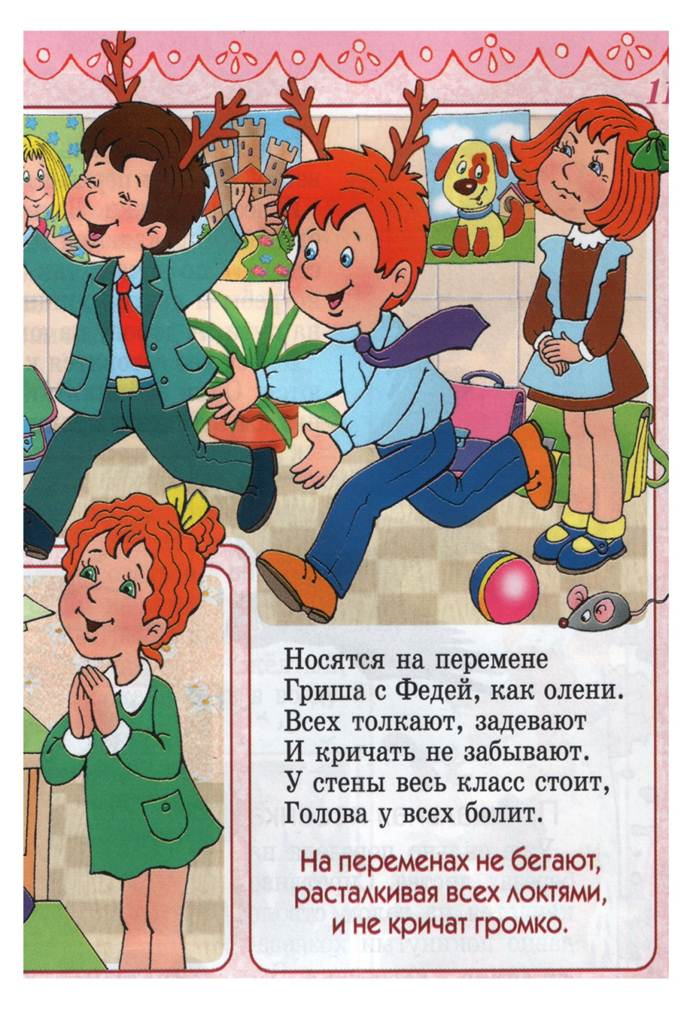 Носятся на перемене
Гриша с Федей, как олени.
Всех толкают, задевают
И кричать не забывают.
У стены весь класс стоит,
Голова у всех болит.
На переменах не бегают,
расталкивая всех локтями,
и не кричат громко.